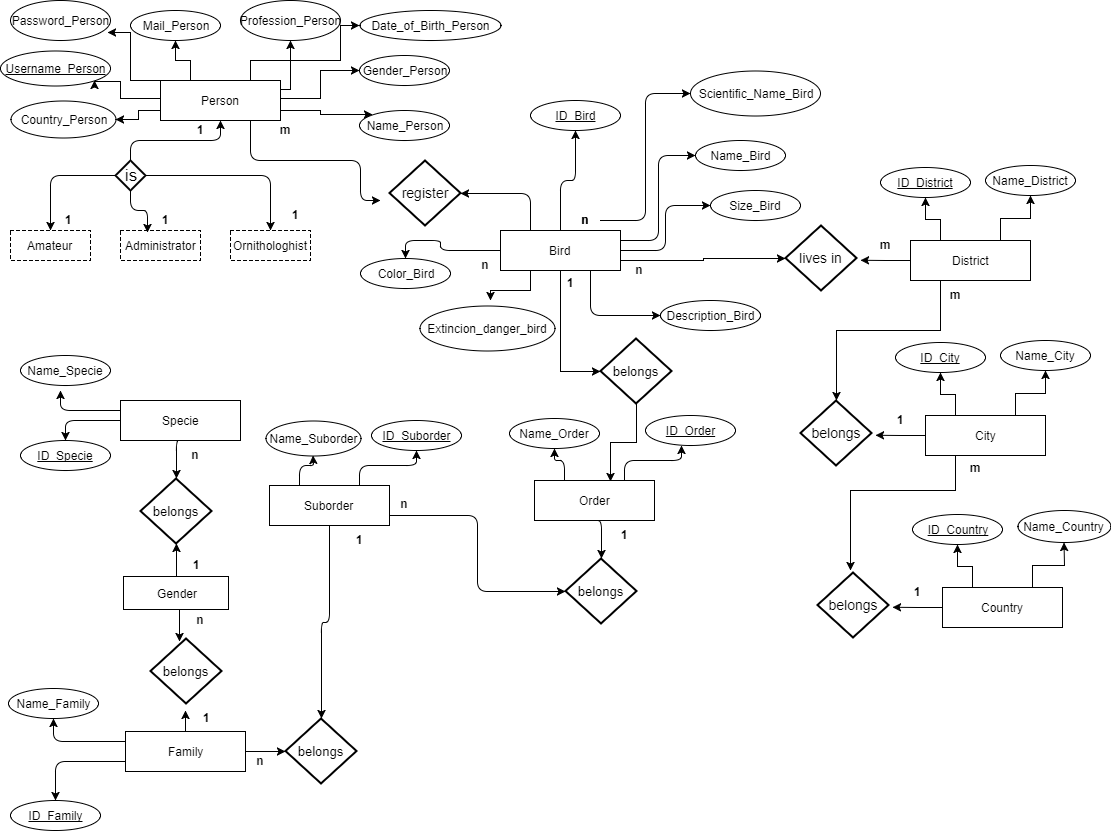 Password_Person
Mail_Person
Profession_Person
Date_of_Birth_Person
Username_Person
Gender_Person
Person
Country_Person
Name_Person
1
m
is
register
1
1
1
Amateur
Administrator
Ornithologhist
Scientific_Name_Bird
ID_Bird
Name_Bird
Size_Bird
n
Bird
Color_Bird
n
1
n
Extincion_danger_bird
Description_Bird
lives in
m
ID_District
Name_District
District
m
belongs
ID_City
Name_City
1
City
m
belongs
ID_Country
Name_Country
1
Country
belongs
Name_Specie
Specie
ID_Specie
n
belongs
1
Gender
n
belongs
1
Name_Family
Family
n
ID_Family
belongs
Name_Suborder
ID_Suborder
Suborder
n
1
Name_Order
ID_Order
Order
1
belongs